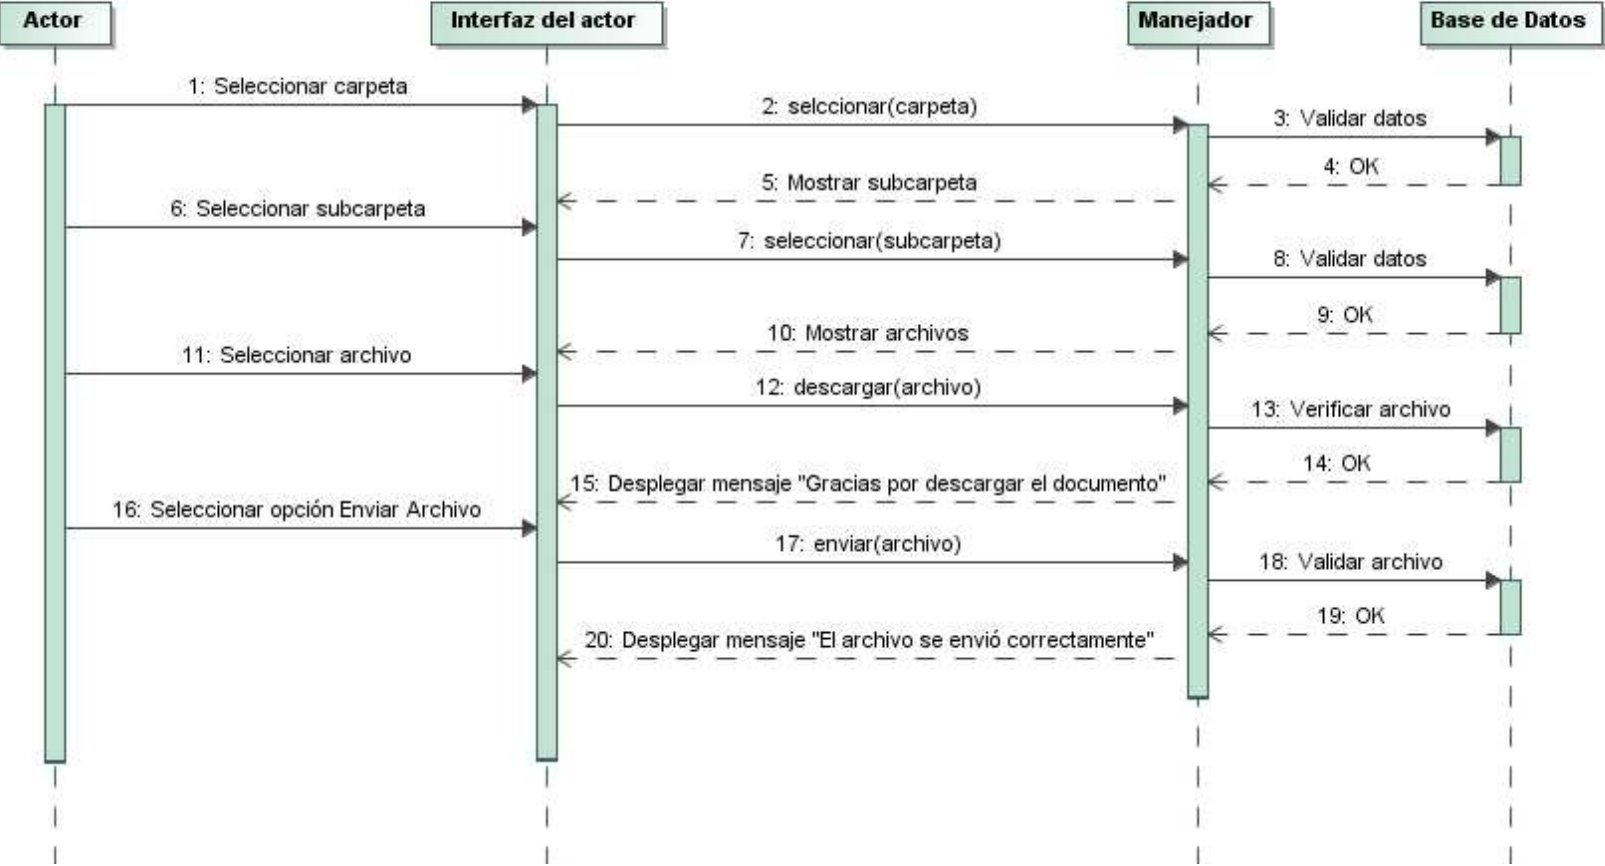 Actor
Interfaz del actor
Manejador
Base de Datos
1: Seleccionar carpeta
2: selccionar(carpeta)
3: Validar datos
4: OK
5: Mostrar subcarpeta
6: Seleccionar subcarpeta
7: seleccionar(subcarpeta)
8: Validar datos
9: OK
10: Mostrar archivos
11: Seleccionar archivo
12: descargar(archivo)
13: Verificar archivo
14: OK
15: Desplegar mensaje "Gracias por descargar el documento"
16: Seleccionar opción Enviar Archivo
17: enviar(archivo)
18: Validar archivo
19: OK
20: Desplegar mensaje "El archivo se envió correctamente"